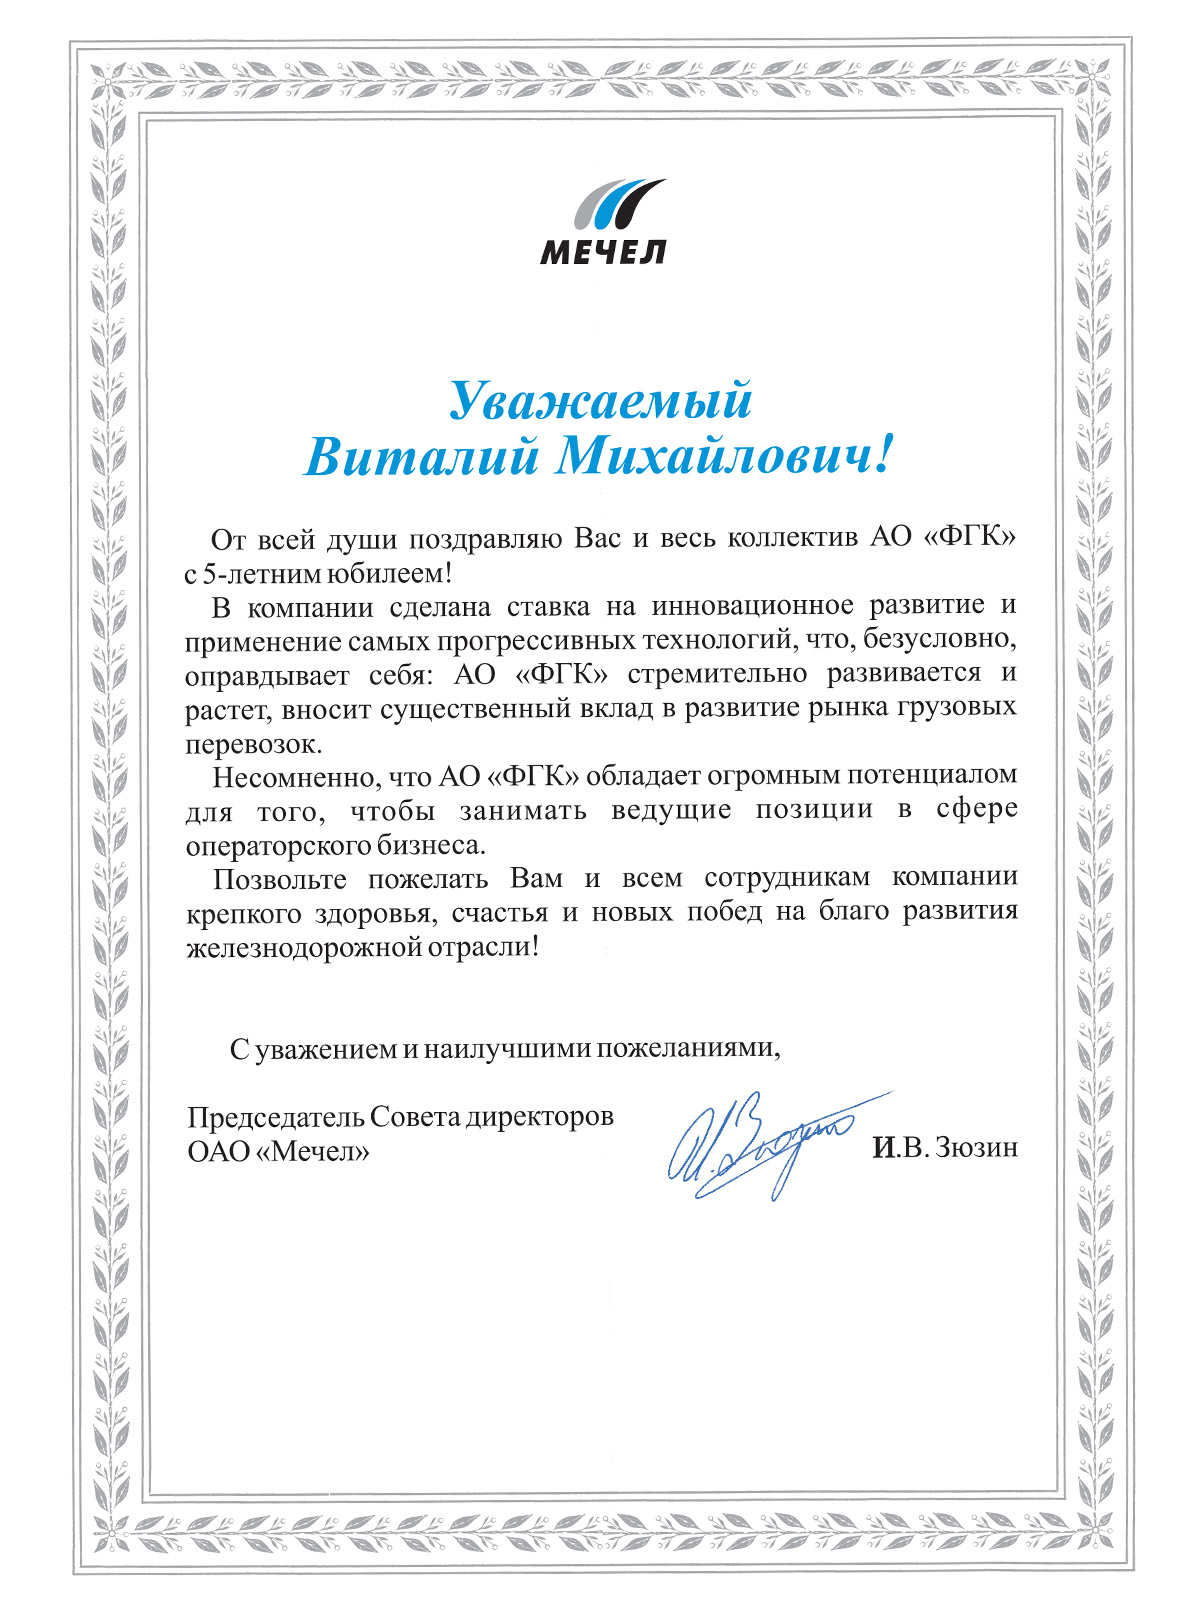 МЕЧЕЛ
Уважаемый
Виталий Михайлович!
От всей души поздравляю Вас и весь коллектив АО «ФГК»
с 5-летним юбилеем!
В компании сделана ставка на инновационное развитие и
применение самых прогрессивных технологий, что, безусловно,
оправдывает себя: АО «ФГК» стремительно развивается и
растет, вносит существенный вклад в развитие рынка грузовых
перевозок.
Несомненно, что АО «ФГК» обладает огромным потенциалом
для того, чтобы занимать ведущие позиции в сфере
операторского бизнеса.
Позвольте пожелать Вам и всем сотрудникам компании
крепкого здоровья, счастья и новых побед на благо развития
железнодорожной отрасли!
С уважением и наилучшими пожеланиями,
Председатель Совета директоров
ОАО «Мечел»
И.В. Зюзин